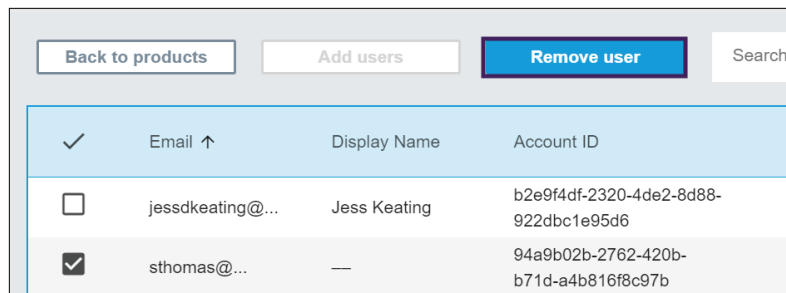 Back to products Add users Remove user Search
Email ↑ Display Name Account ID
jessdkeating@... Jess Keating b2e9f4df-2320-4de2-8d88-
922dbc1e95d6
sthomas@... — 94a9b02b-2762-420b-
b71d-a4b816f8c97b